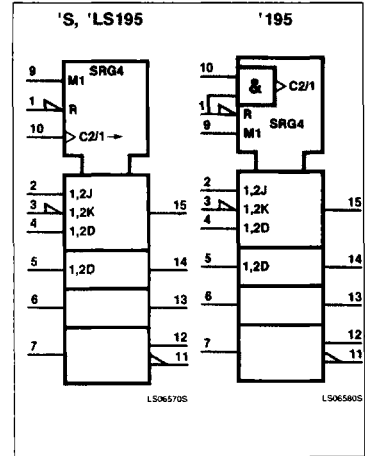 'S, 'LS195
9
M1
SRG4
1
R
10
C2/1→
2
1,2J
3
1,2K
15
4
1,2D
5
1,2D
14
6
13
7
12
11
LS06570S
'195
10
&
C2/1
1
R
SRG4
9
M1
2
1,2J
3
1,2K
15
4
1,2D
5
1,2D
14
6
13
7
12
11
LS06580S